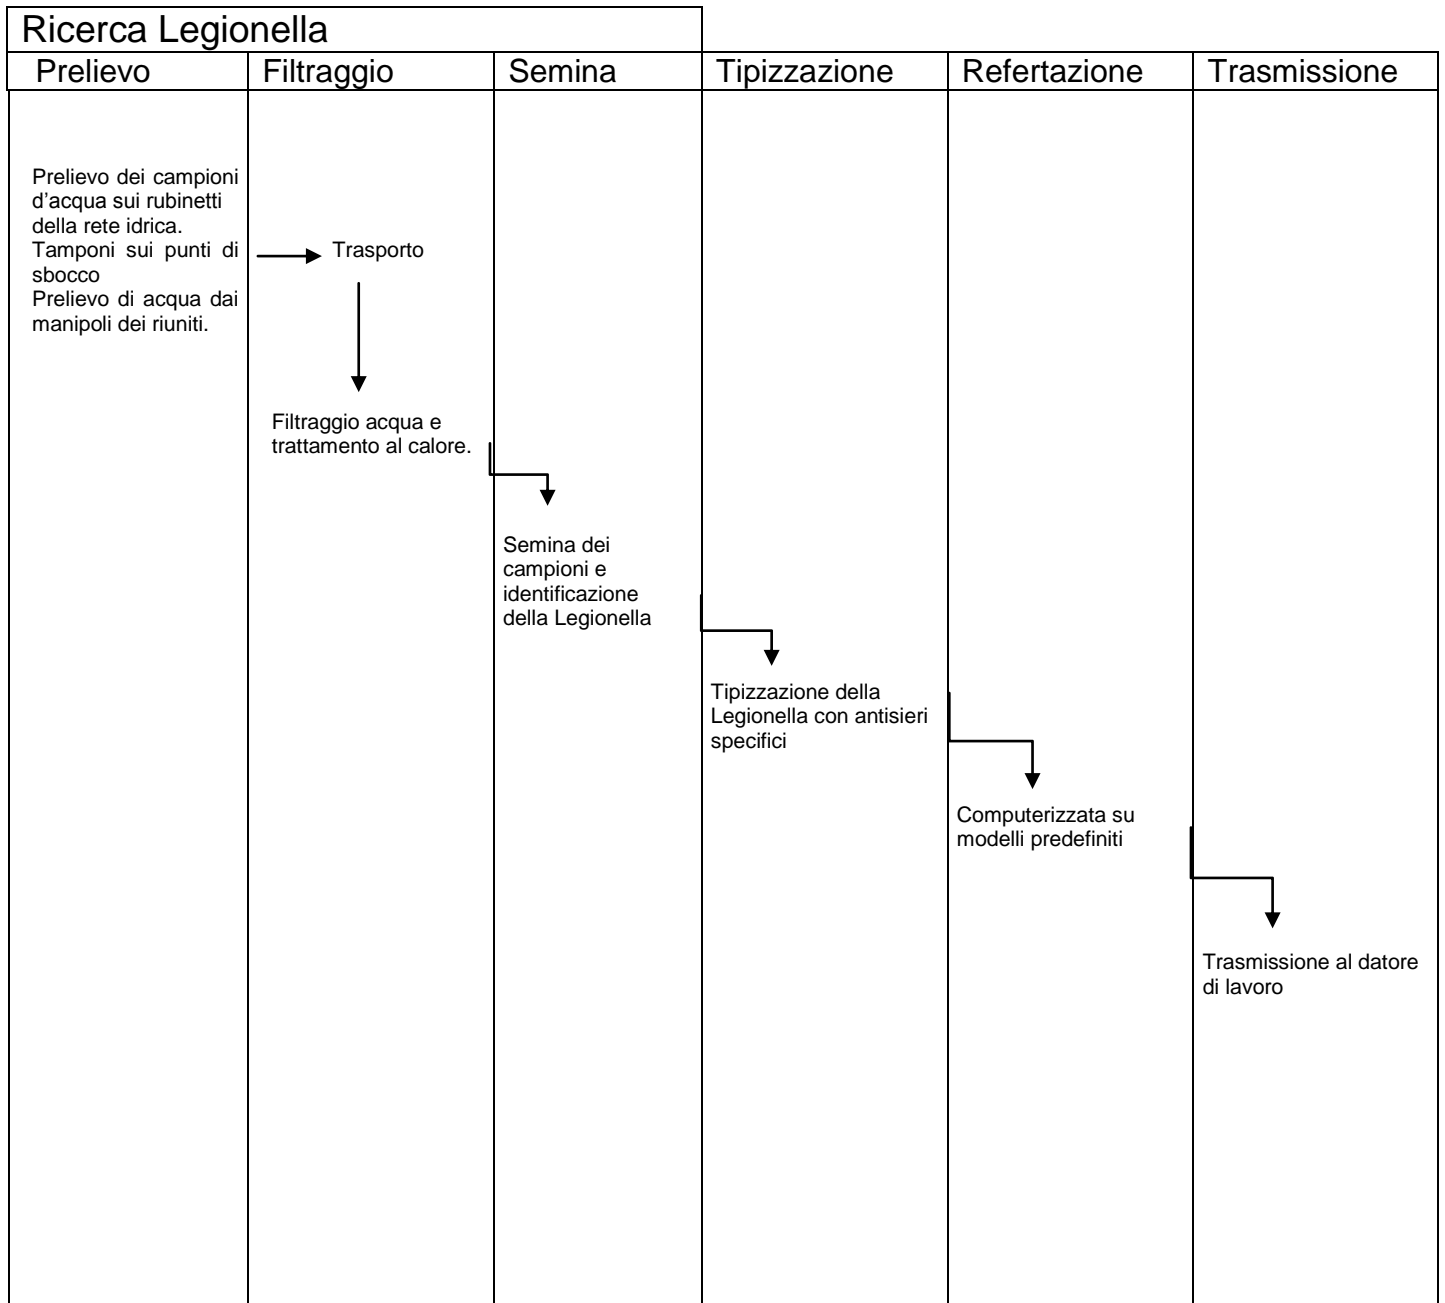 Ricerca Legionella
Prelievo Filtraggio Semina Tipizzazione Refertazione Trasmissione
Prelievo dei campioni
d’acqua sui rubinetti
della rete idrica.
Tamponi sui punti di
sbocco
Prelievo di acqua dai
manipoli dei riuniti.
Trasporto
Filtraggio acqua e
trattamento al calore.
Semina dei
campioni e
identificazione
della Legionella
Tipizzazione della
Legionella con antisieri
specifici
Computerizzata su
modelli predefiniti
Trasmissione al datore
di lavoro